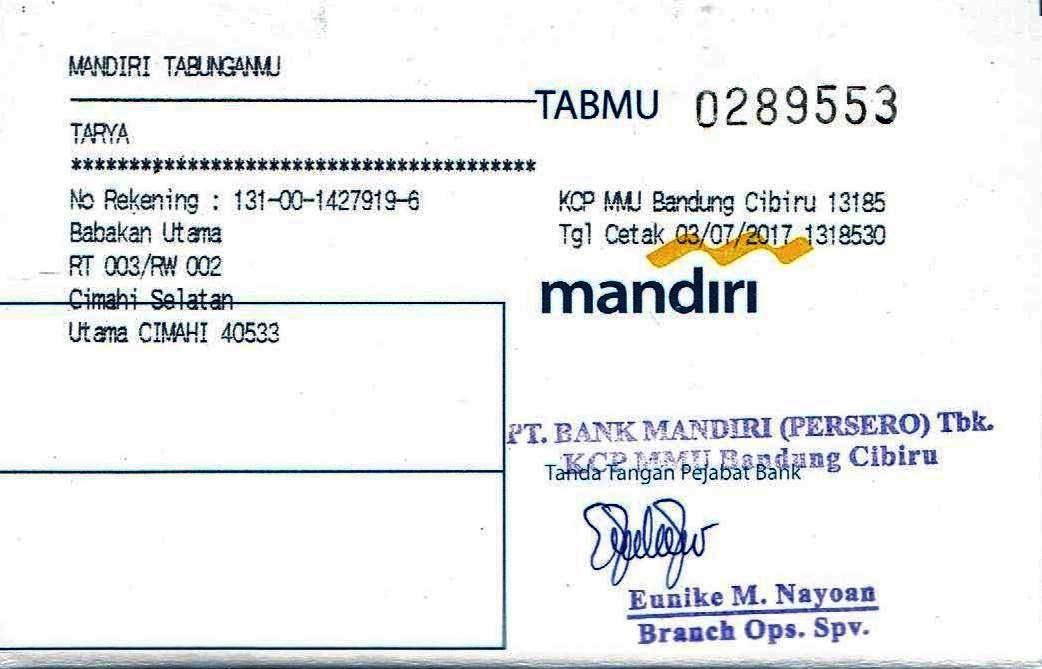 MANDIRI TABUNGANMU
TABMU 0289553
TARYA
******************************************
No Rekening : 131-00-1427919-6
Babakan Utama
RT 003/RW 002
Cimahi Selatan
Utama CIMAHI 40533
KCP MMU Bandung Cibiru 13185
Tgl Cetak 03/07/2017 1318530
mandırı
PT. BANK MANDIRI (PERSERO) Tbk.
KCP MMU Bandung Cibiru
Tanda Tangan Pejabat Bank
Eunike M. Nayoan
Branch Ops. Spv.